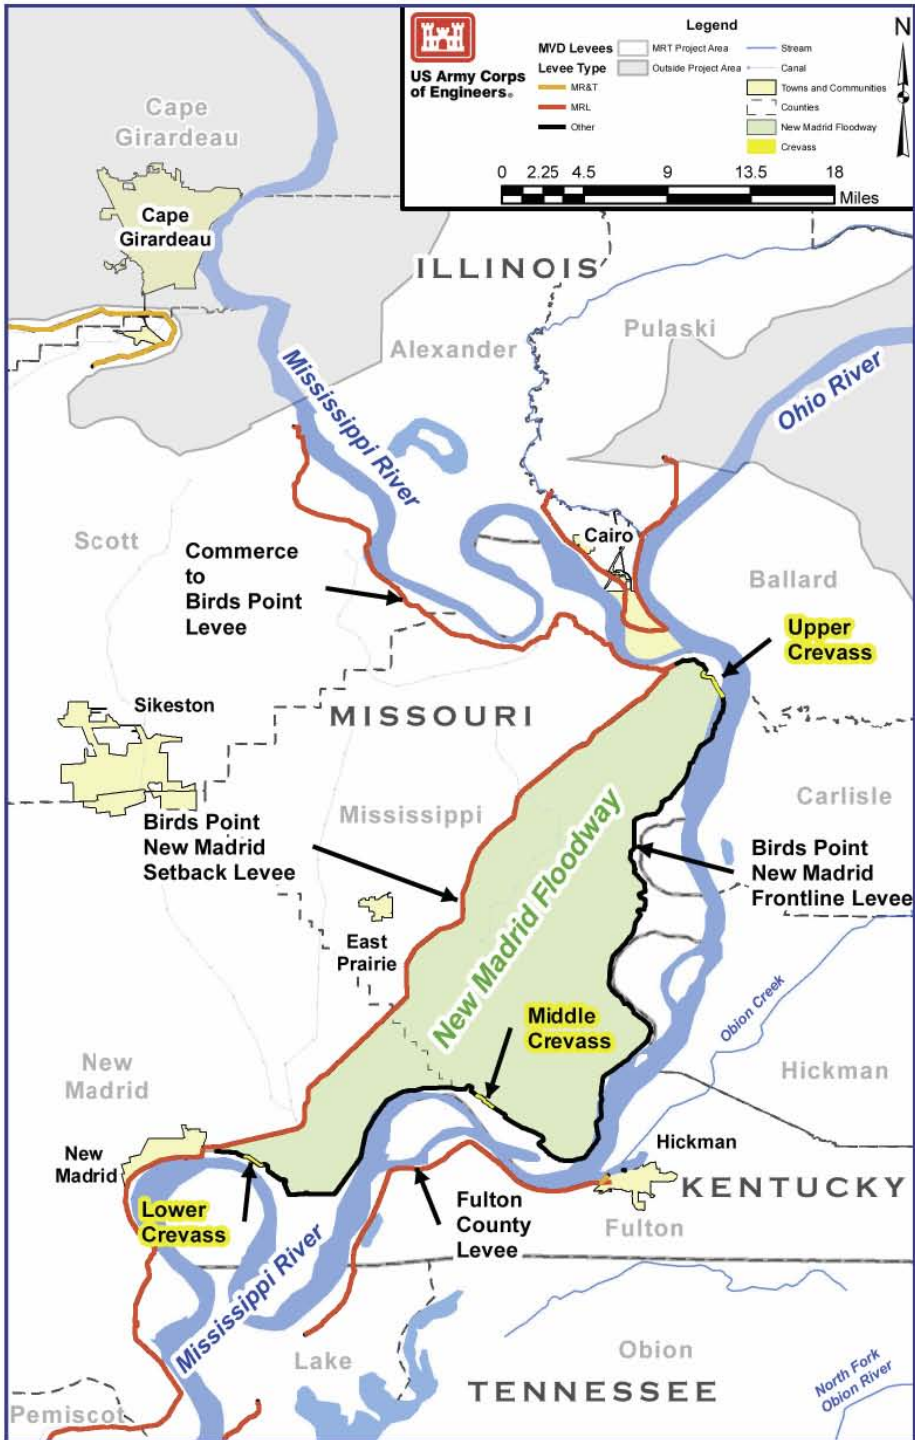 Legend
N
US Army Corps
of Engineers®
MVD Levees
Levee Type
MR&T
MRL
Other
MRT Project Area
Outside Project Area
Stream
Canal
Towns and Communities
Counties
New Madrid Floodway
Crevass
0 2.25 4.5 9 13.5 18
Miles
Cape
Girardeau
Cape
Girardeau
ILLINOIS
Pulaski
Alexander
Mississippi River
Ohio River
Scott
Cairo
Commerce
to
Birds Point
Levee
Ballard
Upper
Crevass
Sikeston
MISSOURI
Carlisle
Mississippi
Birds Point
New Madrid
Setback Levee
New Madrid Floodway
Birds Point
New Madrid
Frontline Levee
East
Prairie
Middle
Crevass
Obion Creek
New
Madrid
Hickman
New
Madrid
Hickman
KENTUCKY
Lower
Crevass
Fulton
County
Levee
Fulton
Mississippi River
Lake
Obion
TENNESSEE
North Fork
Obion River
Pemiscot